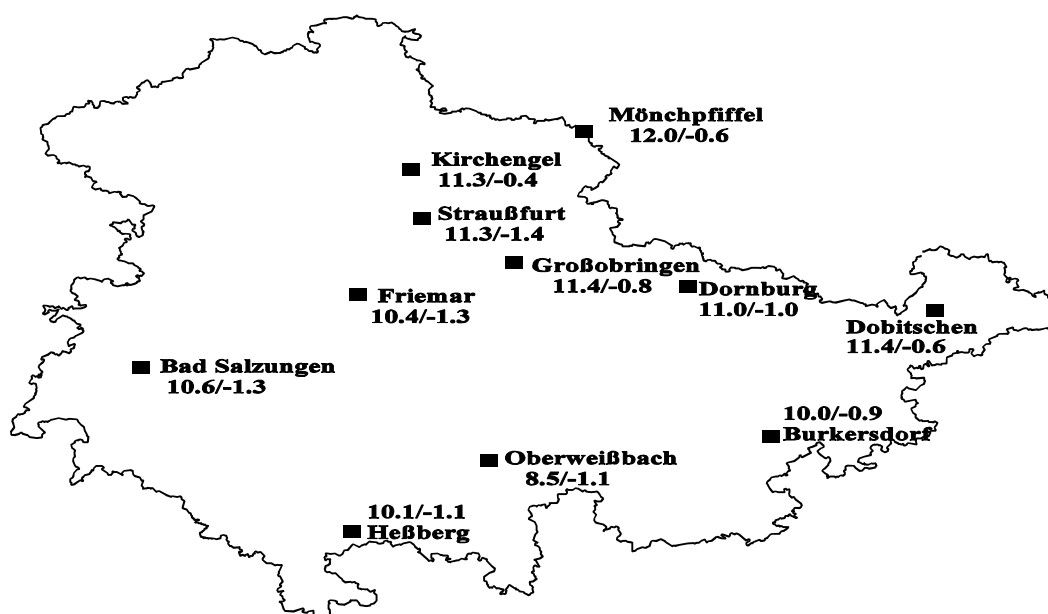 Mönchpfiffel
12.0/-0.6
Kirchengel
11.3/-0.4
Straußfurt
11.3/-1.4
Großobringen
11.4/-0.8
Dornburg
11.0/-1.0
Friemar
10.4/-1.3
Dobitschen
11.4/-0.6
Bad Salzungen
10.6/-1.3
10.0/-0.9
Burkersdorf
Oberweißbach
8.5/-1.1
10.1/-1.1
Heßberg